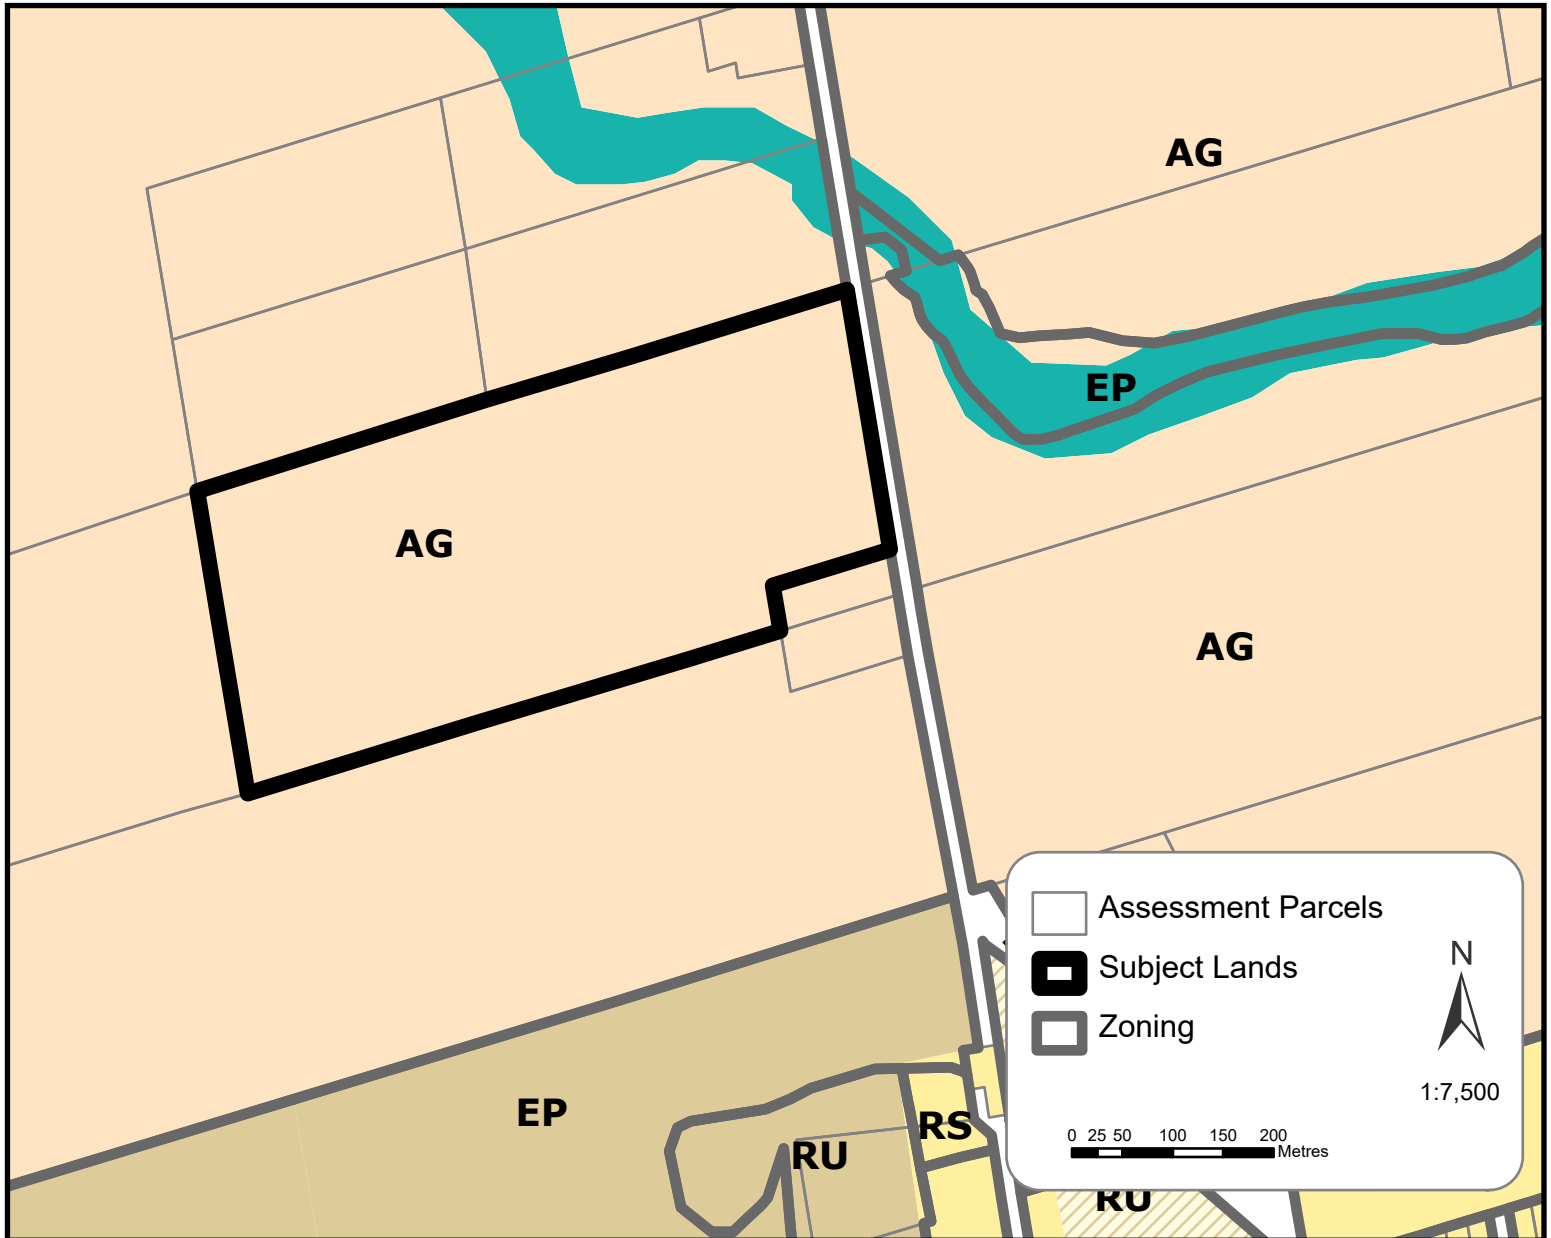 AG
EP
AG
AG
Assessment Parcels
Subject Lands
Zoning
N
1:7,500
0 25 50 100 150 200
Metres
EP
RS
RU
RU